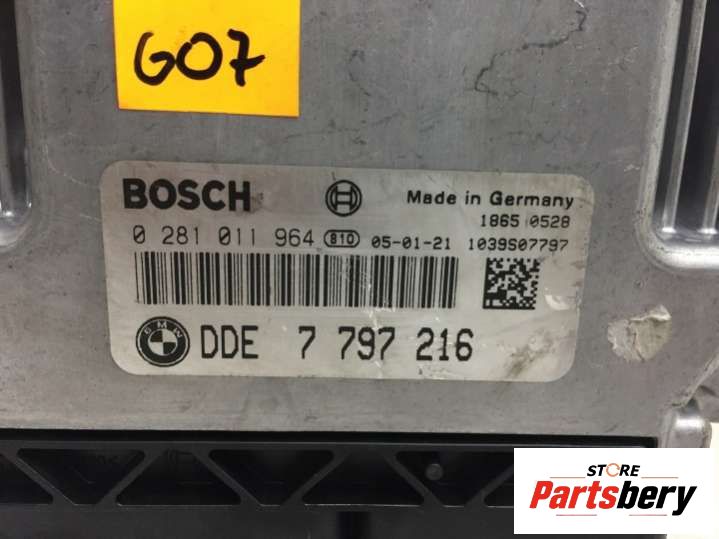 G07
BOSCH
Made in Germany
1865 0528
0 281 011 964 810 05-01-21 1039S07797
BMW
DDE 7 797 216
STORE
Partsbery